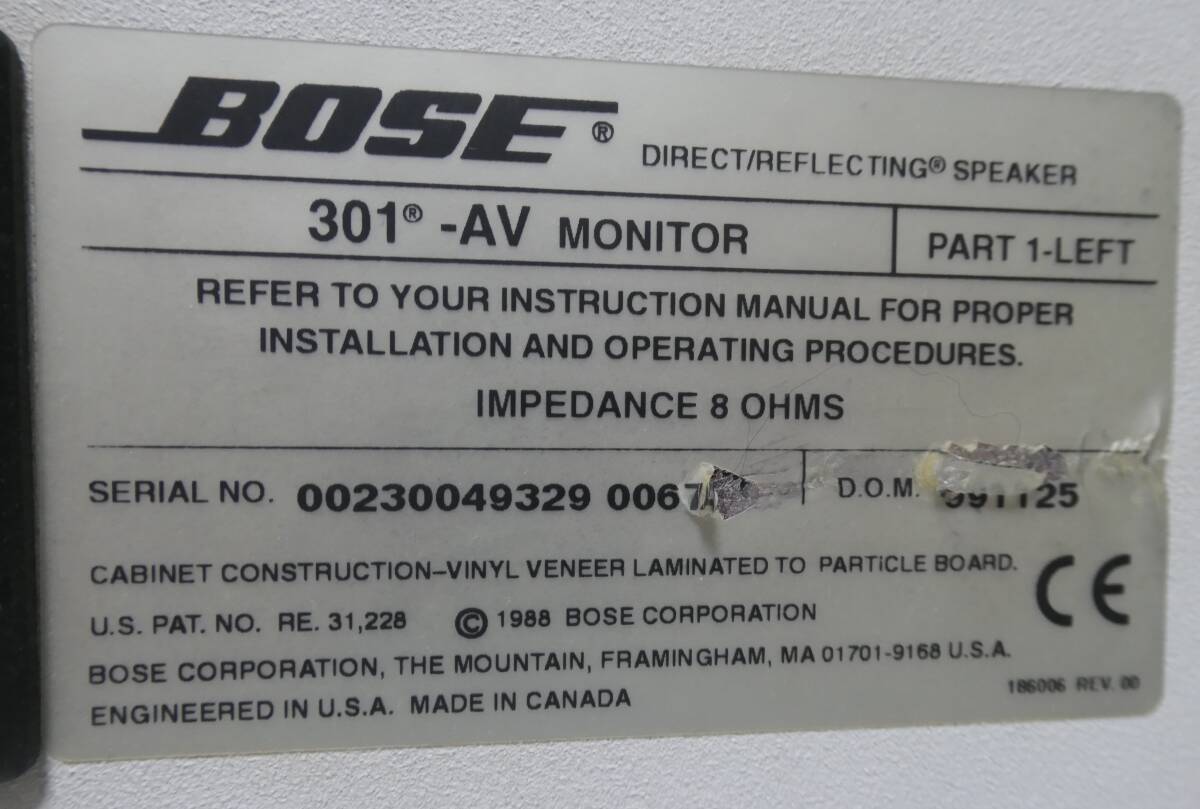 BOSE®
DIRECT/REFLECTING® SPEAKER
301® -AV MONITOR
PART 1-LEFT
REFER TO YOUR INSTRUCTION MANUAL FOR PROPER
INSTALLATION AND OPERATING PROCEDURES.
IMPEDANCE 8 OHMS
SERIAL NO. 00230049329
D.O.M. 991125
CABINET CONSTRUCTION–VINYL VENEER LAMINATED TO PARTICLE BOARD.
U.S. PAT. NO. RE. 31,228 © 1988 BOSE CORPORATION
CE
BOSE CORPORATION, THE MOUNTAIN, FRAMINGHAM, MA 01701-9168 U.S.A.
ENGINEERED IN U.S.A. MADE IN CANADA
186006 REV. 00